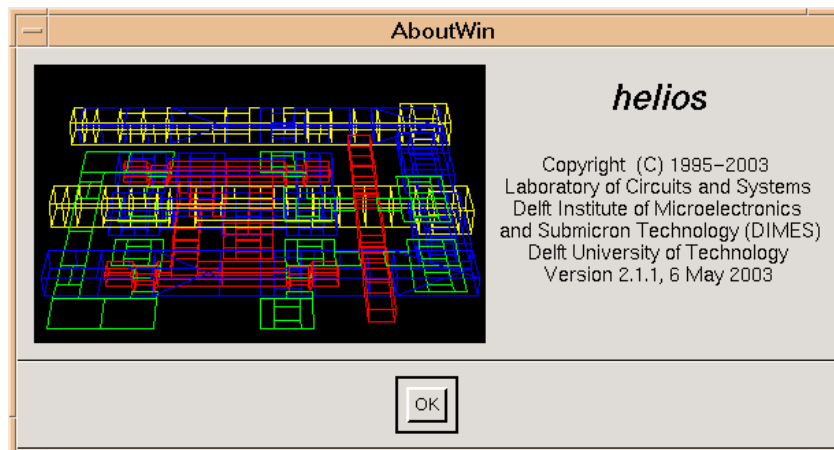 AboutWin
helios
Copyright (C) 1995–2003
Laboratory of Circuits and Systems
Delft Institute of Microelectronics
and Submicron Technology (DIMES)
Delft University of Technology
Version 2.1.1, 6 May 2003
OK